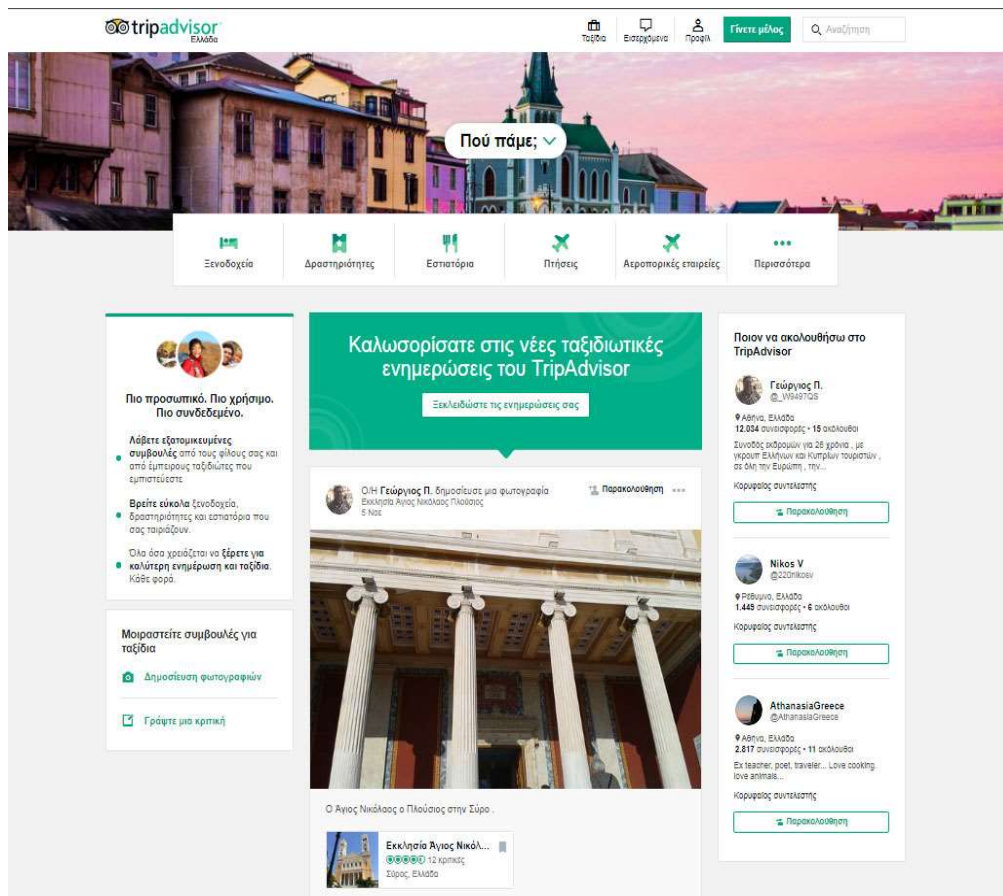 tripadvisor
Ελλάδα
Ταξίδια
Εισερχόμενα
Προφίλ
Γίνετε μέλος
Αναζήτηση
Πού πάμε;
Ξενοδοχεία
Δραστηριότητες
Εστιατόρια
Πτήσεις
Αεροπορικές εταιρείες
Περισσότερα
Πιο προσωπικό. Πιο χρήσιμο.
Πιο συνδεδεμένο.
Λάβετε εξατομικευμένες
συμβουλές από τους φίλους σας και
από έμπειρους ταξιδιώτες που
εμπιστεύεστε
Βρείτε εύκολα ξενοδοχεία,
δραστηριότητες και εστιατόρια που
σας ταιριάζουν.
Όλα όσα χρειάζεται να ξέρετε για
καλύτερη ενημέρωση και ταξίδια.
Κάθε φορά.
Μοιραστείτε συμβουλές για
ταξίδια
Δημοσίευση φωτογραφιών
Γράψτε μια κριτική
Καλωσορίσατε στις νέες ταξιδιωτικές
ενημερώσεις του TripAdvisor
Ξεκλειδώστε τις ενημερώσεις σας
Ο/Η Γεώργιος Π. δημοσίευσε μια φωτογραφία
Εκκλησία Άγιος Νικόλαος Πλούσιος
5 Νοε
Παρακολούθηση
Ο Άγιος Νικόλαος ο Πλούσιος στην Σύρο .
Εκκλησία Άγιος Νικόλ...
12 κριτικές
Σύρος, Ελλάδα
Ποιον να ακολουθήσω στο
TripAdvisor
Γεώργιος Π.
@_W9497QS
Αθήνα, Ελλάδα
12.034 συνεισφορές • 15 ακόλουθοι
Συνοδός εκδρομών για 26 χρόνια , με
γκρουπ Ελλήνων και Κυπρίων τουριστών ,
σε όλη την Ευρώπη , την...
Κορυφαίος συντελεστής
Παρακολούθηση
Nikos V
@220nikosv
Ρέθυμνο, Ελλάδα
1.449 συνεισφορές • 6 ακόλουθοι
Κορυφαίος συντελεστής
Παρακολούθηση
AthanasiaGreece
@AthanasiaGreece
Αθήνα, Ελλάδα
2.817 συνεισφορές • 11 ακόλουθοι
Ex teacher, poet, traveler... Love cooking.
love animals...
Κορυφαίος συντελεστής
Παρακολούθηση